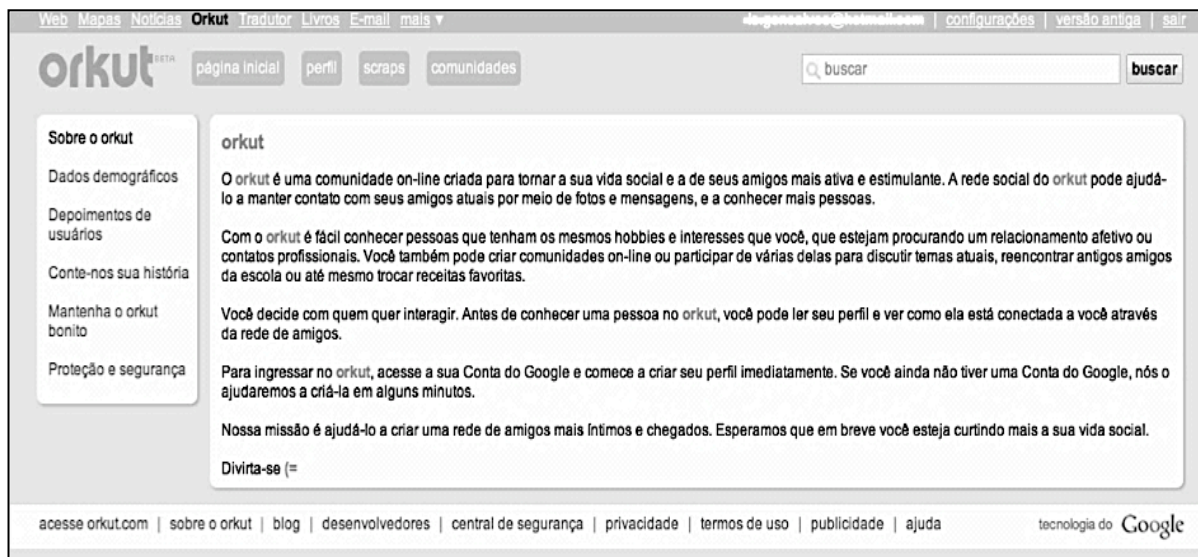 Web Mapas Notícias Orkut Tradutor Livros E-mail mais ▼ | configurações | versão antiga | sair
orkut BETA página inicial perfil scraps comunidades buscar buscar
Sobre o orkut
Dados demográficos
Depoimentos de
usuários
Conte-nos sua história
Mantenha o orkut
bonito
Proteção e segurança
orkut
O orkut é uma comunidade on-line criada para tornar a sua vida social e a de seus amigos mais ativa e estimulante. A rede social do orkut pode ajudá-
lo a manter contato com seus amigos atuais por meio de fotos e mensagens, e a conhecer mais pessoas.
Com o orkut é fácil conhecer pessoas que tenham os mesmos hobbies e interesses que você, que estejam procurando um relacionamento afetivo ou
contatos profissionais. Você também pode criar comunidades on-line ou participar de várias delas para discutir temas atuais, reencontrar antigos amigos
da escola ou até mesmo trocar receitas favoritas.
Você decide com quem quer interagir. Antes de conhecer uma pessoa no orkut, você pode ler seu perfil e ver como ela está conectada a você através
da rede de amigos.
Para ingressar no orkut, acesse a sua Conta do Google e comece a criar seu perfil imediatamente. Se você ainda não tiver uma Conta do Google, nós o
ajudaremos a criá-la em alguns minutos.
Nossa missão é ajudá-lo a criar uma rede de amigos mais íntimos e chegados. Esperamos que em breve você esteja curtindo mais a sua vida social.
Divirta-se (=
acesse orkut.com | sobre o orkut | blog | desenvolvedores | central de segurança | privacidade | termos de uso | publicidade | ajuda tecnologia do Google